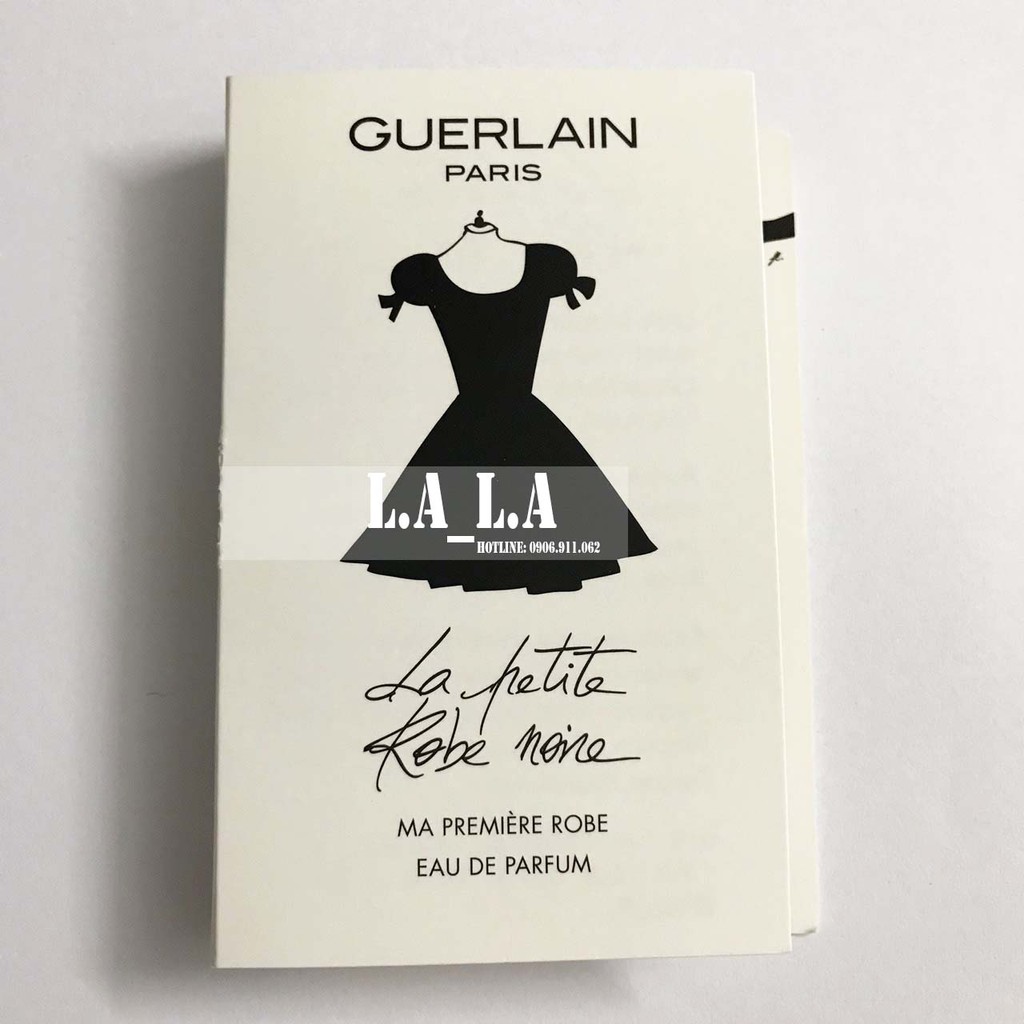 GUERLAIN
PARIS
L.A_L.A
HOTLINE: 0906.911.062
La petite
Robe noire
MA PREMIÈRE ROBE
EAU DE PARFUM